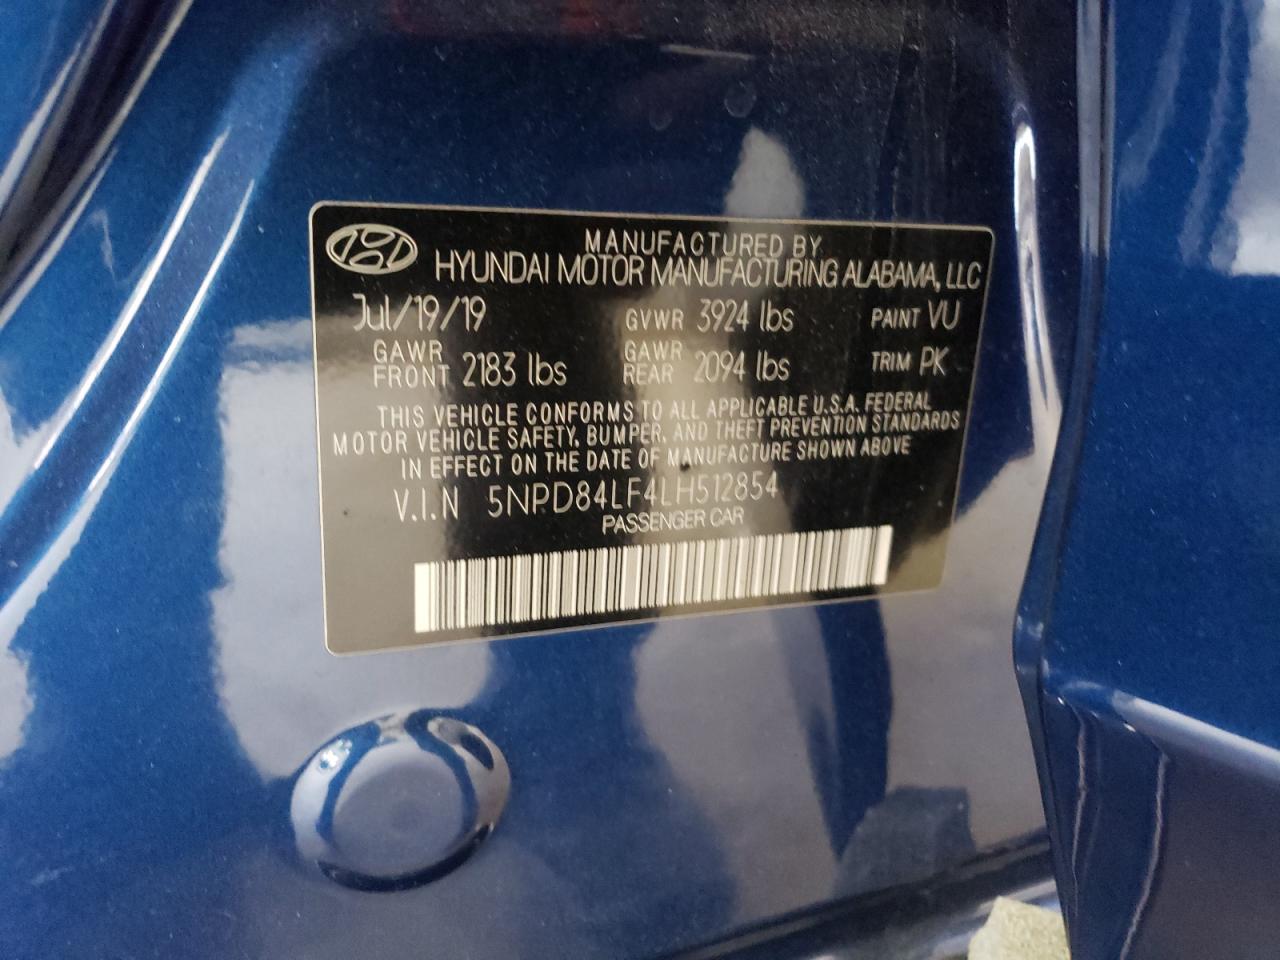 MANUFACTURED BY
HYUNDAI MOTOR MANUFACTURING ALABAMA, LLC
Jul/19/19 GVWR 3924 lbs PAINT VU
GAWR FRONT 2183 lbs GAWR REAR 2094 lbs TRIM PK
THIS VEHICLE CONFORMS TO ALL APPLICABLE U.S.A. FEDERAL
MOTOR VEHICLE SAFETY, BUMPER, AND THEFT PREVENTION STANDARDS
IN EFFECT ON THE DATE OF MANUFACTURE SHOWN ABOVE
V.I.N 5NPD84LF4LH512854
PASSENGER CAR